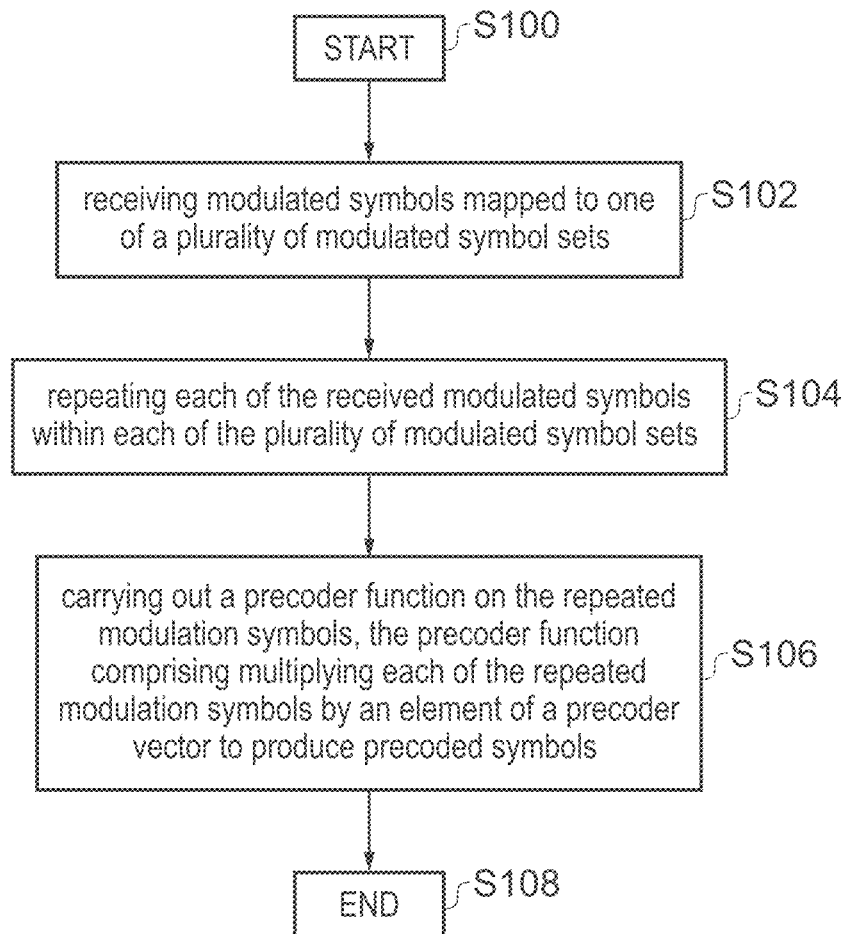 START
S100
receiving modulated symbols mapped to one
of a plurality of modulated symbol sets
S102
repeating each of the received modulated symbols
within each of the plurality of modulated symbol sets
S104
carrying out a precoder function on the repeated
modulation symbols, the precoder function
comprising multiplying each of the repeated
modulation symbols by an element of a precoder
vector to produce precoded symbols
S106
END
S108